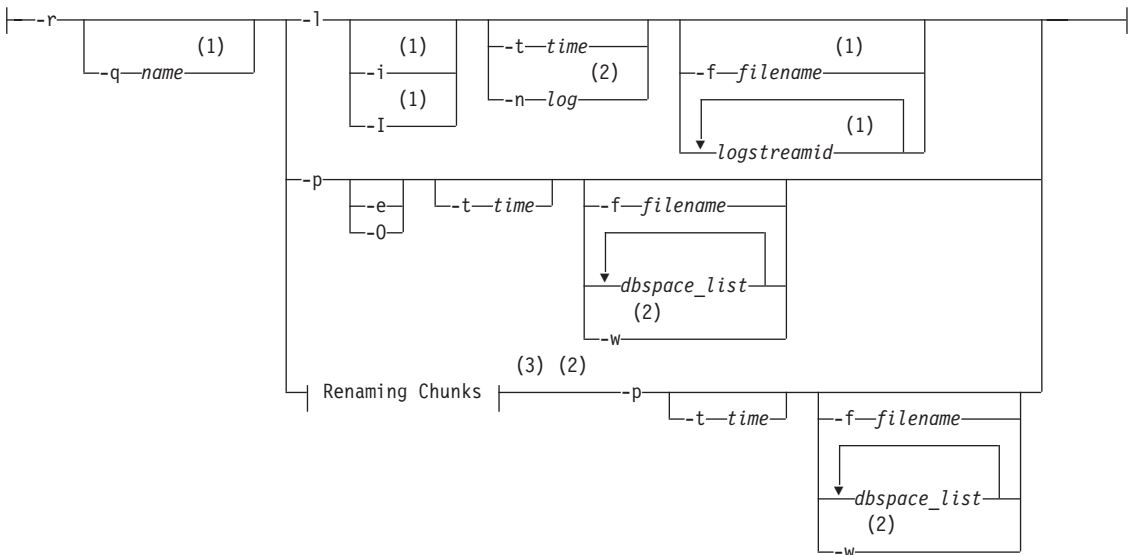 -r -l
(1) (1) -t time (1)
-q name -i (2) -f filename
(1) -n log
-I (1)
logstreamid
-p
-e -t time -f filename
-O
dbspace_list
(2)
-w
(3) (2)
Renaming Chunks -p
-t time -f filename
dbspace_list
(2)
-w